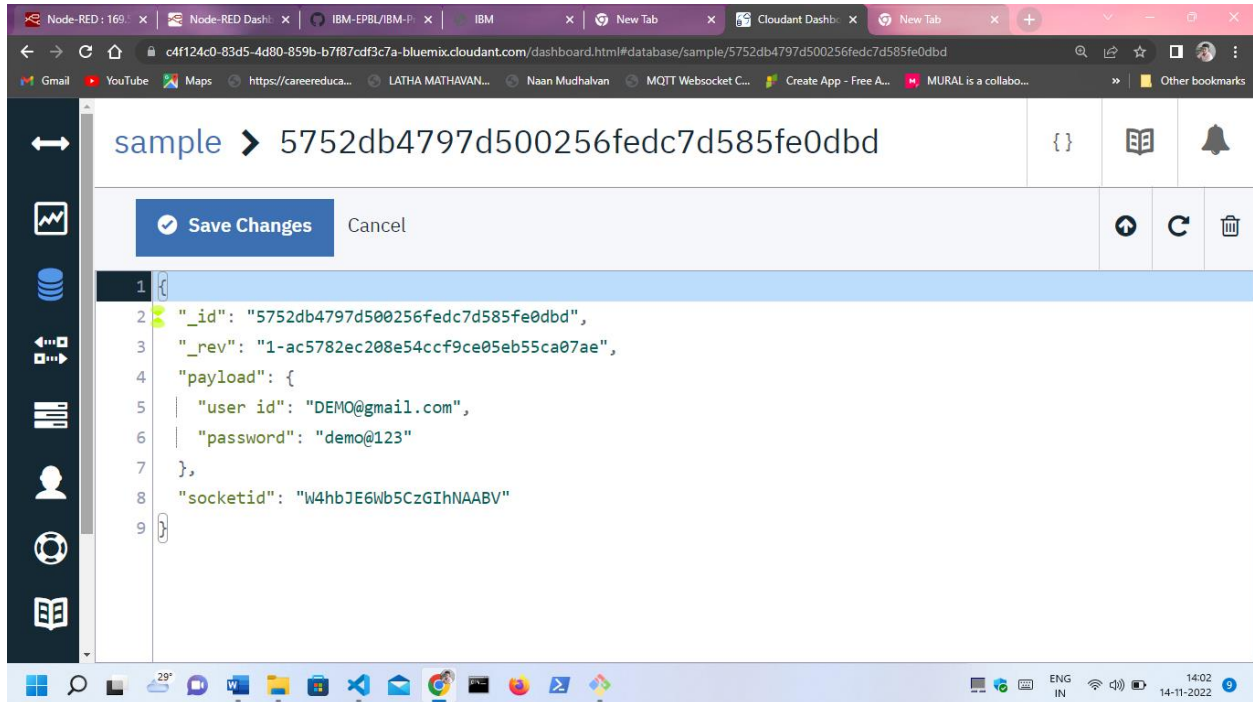 Node-RED : 169.5
Node-RED Dashb
IBM-EPBL/IBM-P
IBM
New Tab
Cloudant Dashbo
New Tab
c4f124c0-83d5-4d80-859b-b7f87cdf3c7a-bluemix.cloudant.com/dashboard.html#database/sample/5752db4797d500256fedc7d585fe0dbd
Gmail YouTube Maps https://careereduca... LATHA MATHAVAN... Naan Mudhalvan MQTT Websocket C... Create App - Free A... MURAL is a collabo... » Other bookmarks
sample > 5752db4797d500256fedc7d585fe0dbd { }
Save Changes Cancel
1 {
2 "_id": "5752db4797d500256fedc7d585fe0dbd",
3 "_rev": "1-ac5782ec208e54ccf9ce05eb55ca07ae",
4 "payload": {
5 "user id": "DEMO@gmail.com",
6 "password": "demo@123"
7 },
8 "socketid": "W4hbJE6Wb5CzGIhNAABV"
9 }
29°
ENG
IN
14:02
14-11-2022
9